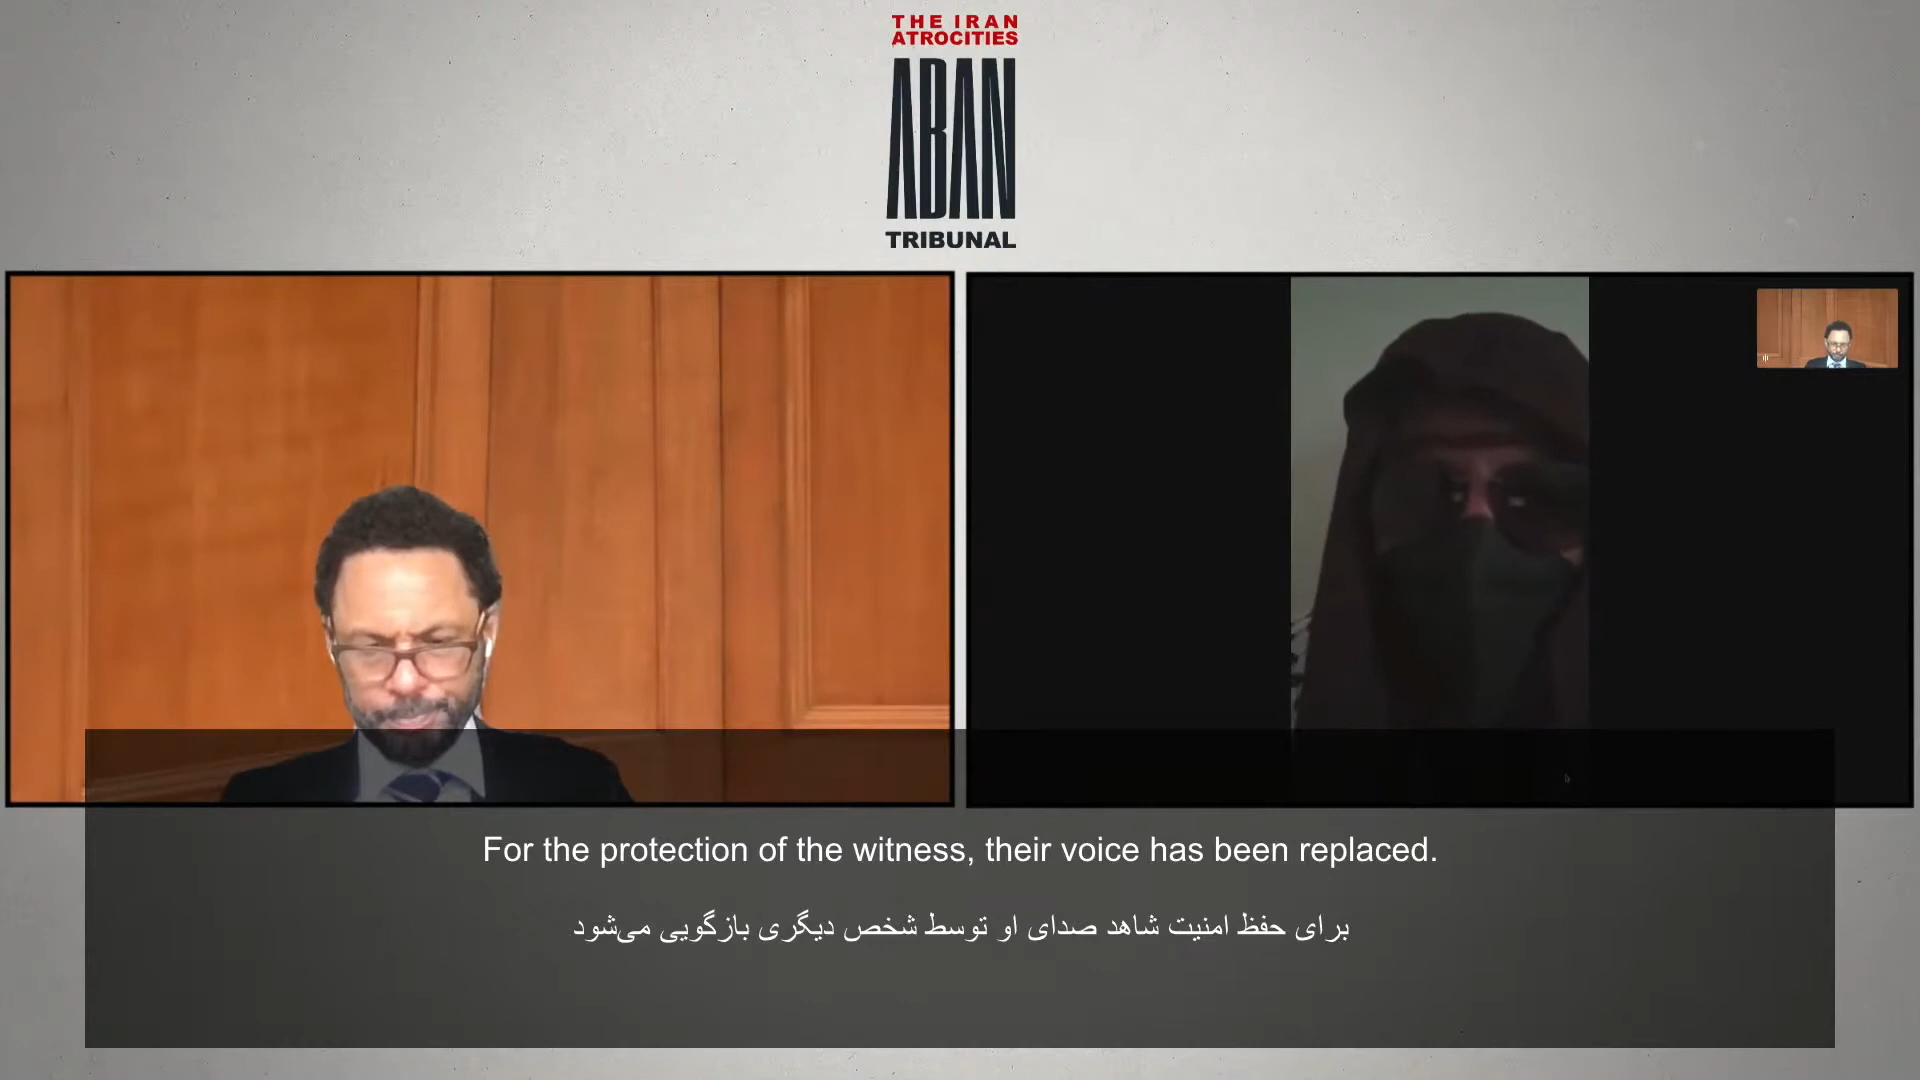 THE IRAN
ATROCITIES
ABAN
TRIBUNAL
For the protection of the witness, their voice has been replaced.
برای حفظ امنیت شاهد صدای او توسط شخص دیگری بازگویی می‌شود